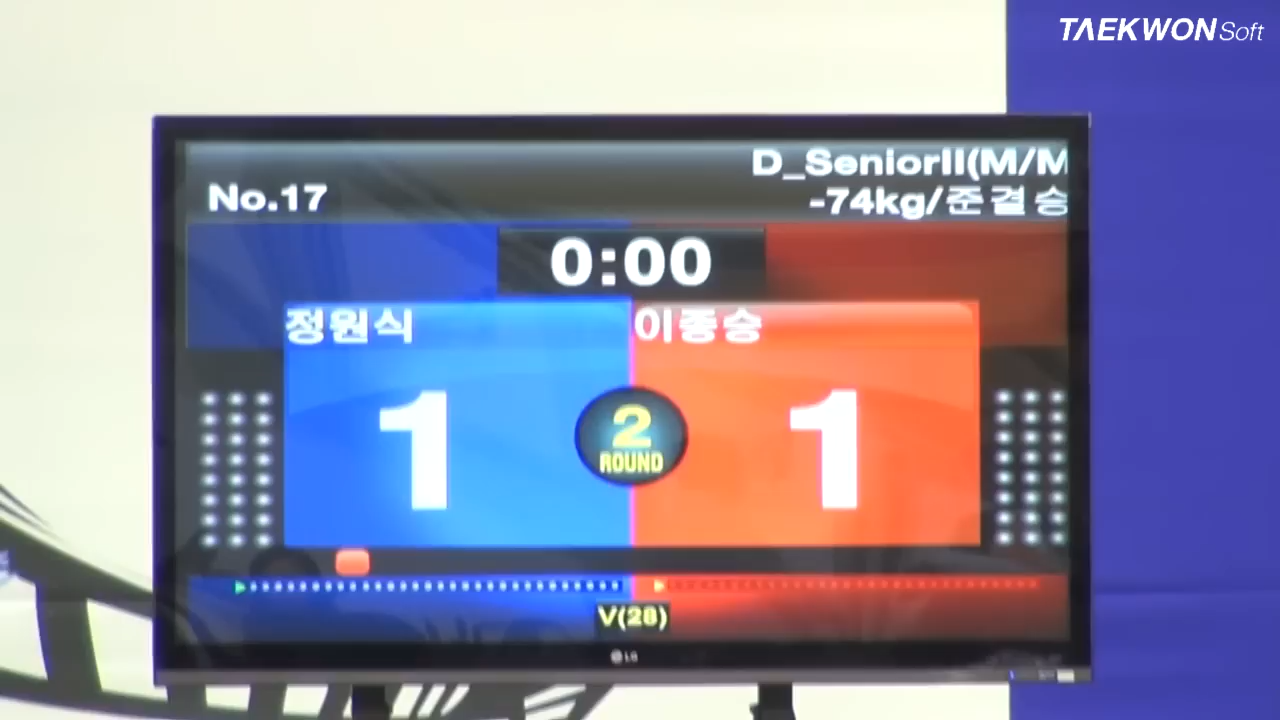 TAEKWONSoft
D_SeniorII(M/M
No.17
-74kg/준결승
0:00
정원식
이종승
1
2
ROUND
1
V(28)
LG